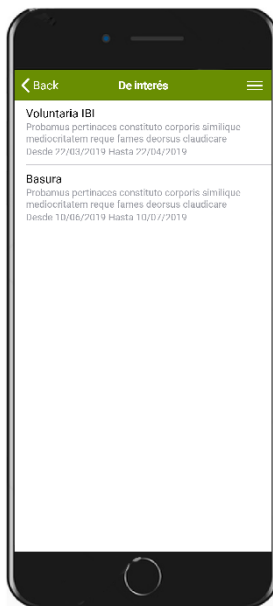 Back
De interés
Voluntaria IBI
Probamus pertinaces constituto corporis similique
mediocritatem reque fames deorsus claudicare
Desde 22/03/2019 Hasta 22/04/2019
Basura
Probamus pertinaces constituto corporis similique
mediocritatem reque fames deorsus claudicare
Desde 10/06/2019 Hasta 10/07/2019